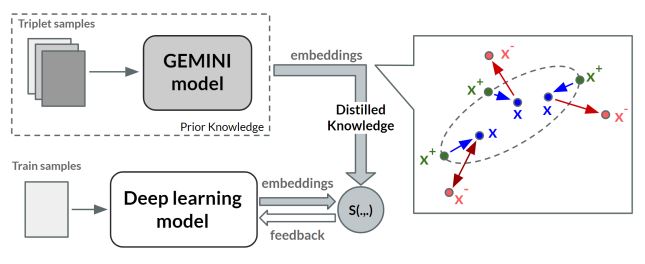 Triplet samples
GEMINI
model
Prior Knowledge
embeddings
Distilled
Knowledge
x⁻
x⁺
x
x⁺
x
x⁻
x⁺
x
x⁻
Train samples
Deep learning
model
embeddings
feedback
S(.,.)